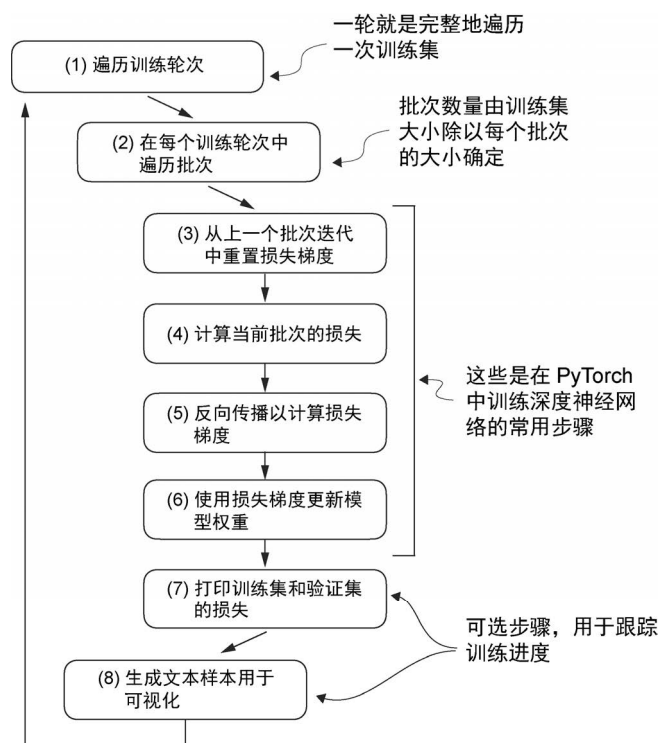 一轮就是完整地遍历
一次训练集
(1) 遍历训练轮次
批次数量由训练集
大小除以每个批次
的大小确定
(2) 在每个训练轮次中
遍历批次
(3) 从上一个批次迭代
中重置损失梯度
(4) 计算当前批次的损失
这些是在 PyTorch
中训练深度神经网
络的常用步骤
(5) 反向传播以计算损失
梯度
(6) 使用损失梯度更新模
型权重
(7) 打印训练集和验证集
的损失
可选步骤，用于跟踪
训练进度
(8) 生成文本样本用于
可视化